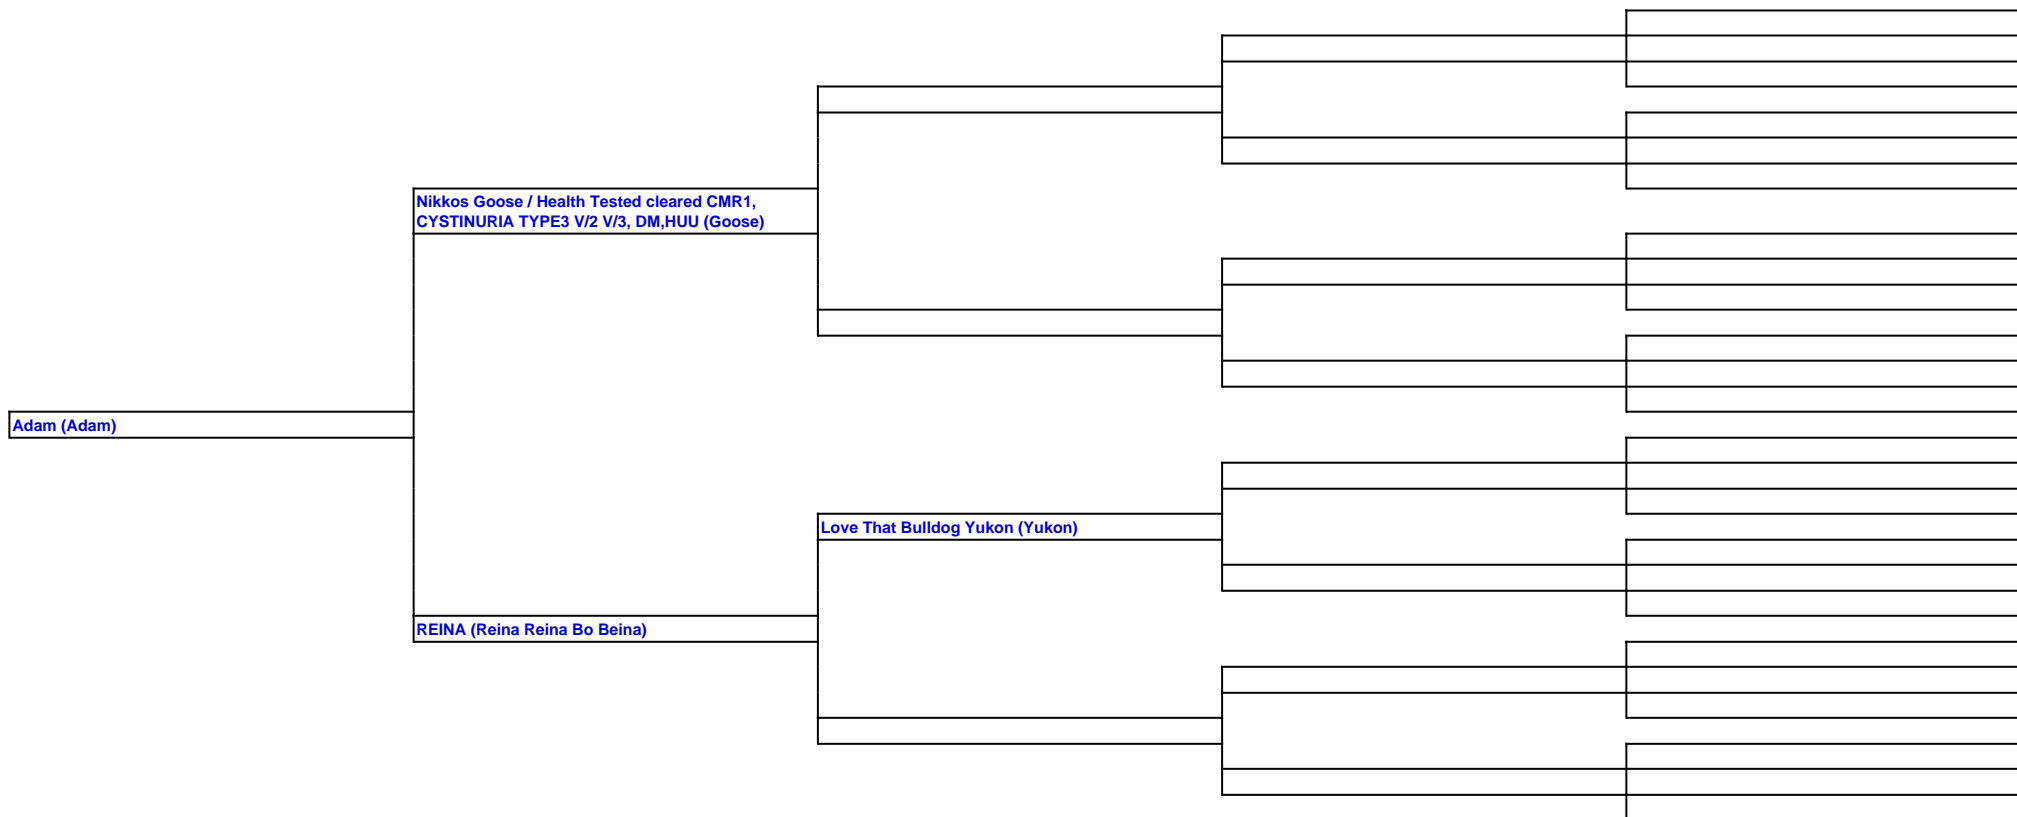 Nikkos Goose / Health Tested cleared CMR1,
CYSTINURIA TYPE3 V/2 V/3, DM,HUU (Goose)
Adam (Adam)
Love That Bulldog Yukon (Yukon)
REINA (Reina Reina Bo Beina)